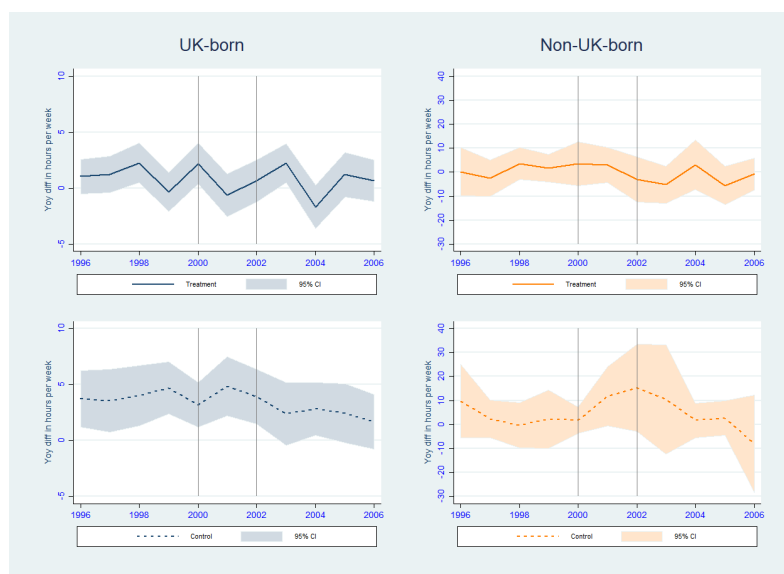 UK-born
Non-UK-born
Yoy diff in hours per week
10
5
0
-5
1996 1998 2000 2002 2004 2006
Treatment 95% CI
Yoy diff in hours per week
40
30
20
10
0
-10
-20
-30
1996 1998 2000 2002 2004 2006
Treatment 95% CI
Yoy diff in hours per week
10
5
0
-5
1996 1998 2000 2002 2004 2006
Control 95% CI
Yoy diff in hours per week
40
30
20
10
0
-10
-20
-30
1996 1998 2000 2002 2004 2006
Control 95% CI